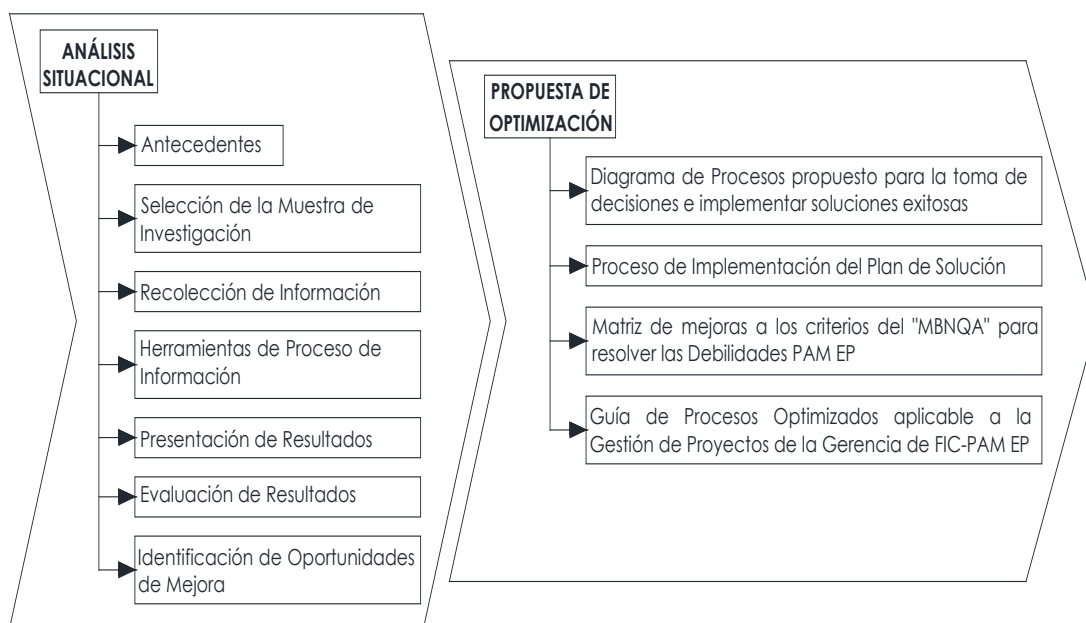 ANÁLISIS
SITUACIONAL
Antecedentes
Selección de la Muestra de
Investigación
Recolección de Información
Herramientas de Proceso de
Información
Presentación de Resultados
Evaluación de Resultados
Identificación de Oportunidades
de Mejora
PROPUESTA DE
OPTIMIZACIÓN
Diagrama de Procesos propuesto para la toma de
decisiones e implementar soluciones exitosas
Proceso de Implementación del Plan de Solución
Matriz de mejoras a los criterios del "MBNQA" para
resolver las Debilidades PAM EP
Guía de Procesos Optimizados aplicable a la
Gestión de Proyectos de la Gerencia de FIC-PAM EP